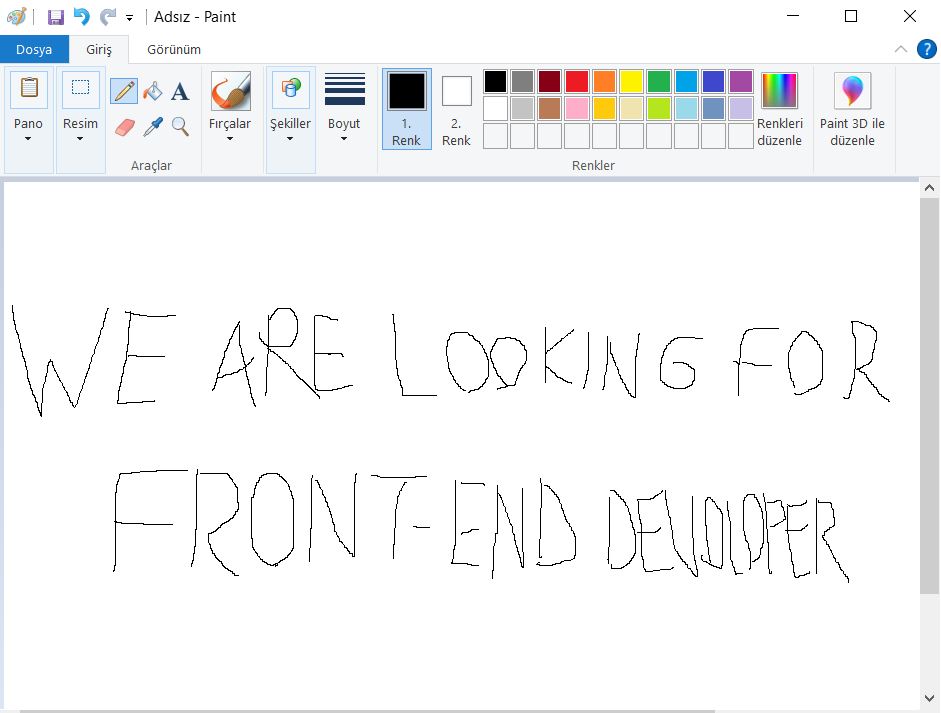 Adsız - Paint
Dosya Giriş Görünüm
Pano Resim Fırçalar Şekiller Boyut 1. Renk 2. Renk Renkleri düzenle Paint 3D ile düzenle
Araçlar Renkler
WE ARE LOOKING FOR
FRONT-END DEVOLOPER